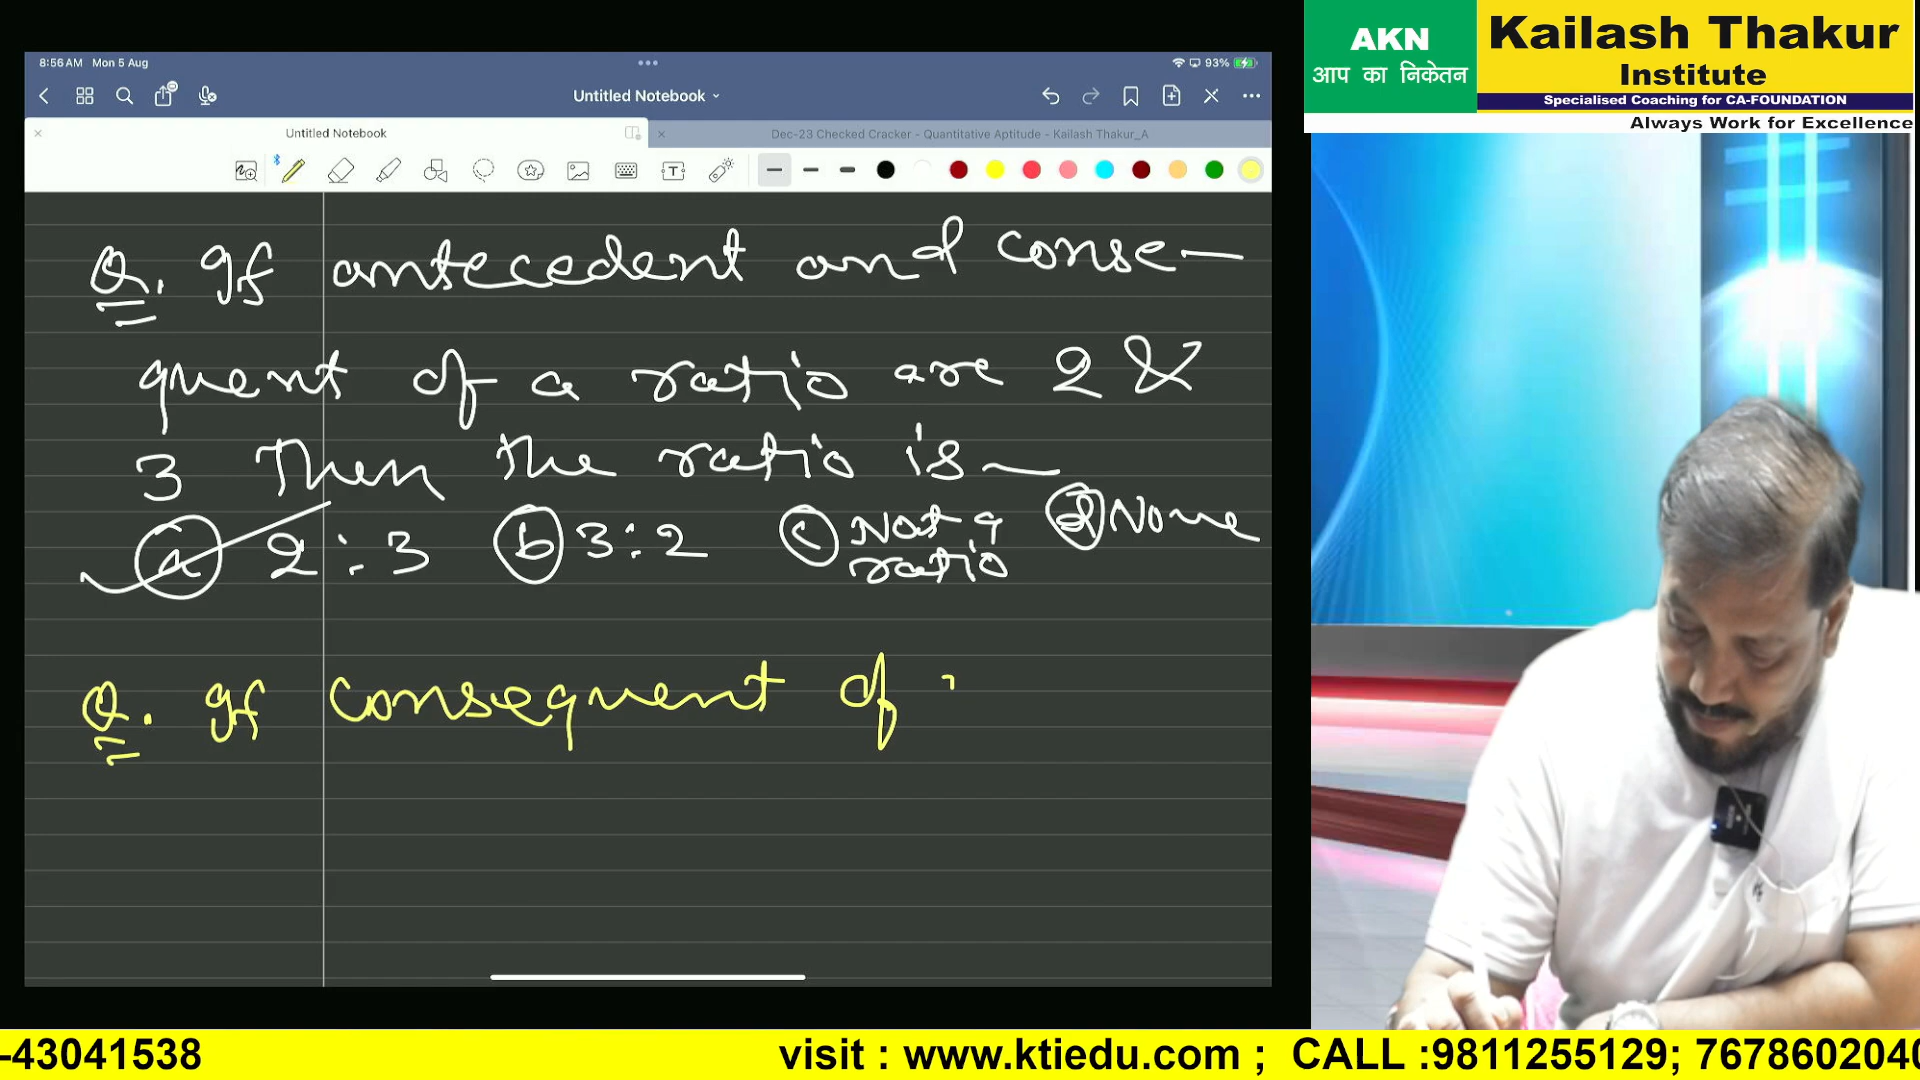 AKN
आप का निकेतन
Kailash Thakur
Institute
Specialised Coaching for CA-FOUNDATION
Always Work for Excellence
8:56 AM Mon 5 Aug
93%
Untitled Notebook
Untitled Notebook
Dec-23 Checked Cracker - Quantitative Aptitude - Kailash Thakur_A
Q. If antecedent and conse-
quent of a ratio are 2 &
3 Then the ratio is —
(a) 2 : 3 (b) 3 : 2 (c) Not a ratio (d) None
Q. If consequent of
-43041538 visit : www.ktiedu.com ; CALL :9811255129; 7678602040